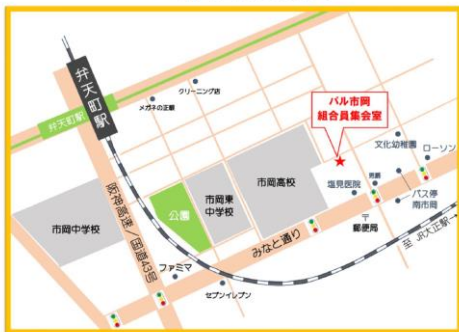 クリーニング店
メガネの正眼
弁天町駅
弁天町駅
パル市岡
組合員集会室
文化幼稚園
ローソン
市岡高校
市岡東
中学校
塩見医院
バス停
南市岡
公園
市岡中学校
阪神高速/国道43号
みなと通り
〒
郵便局
至 JR大正駅→
ファミマ
セブンイレブン